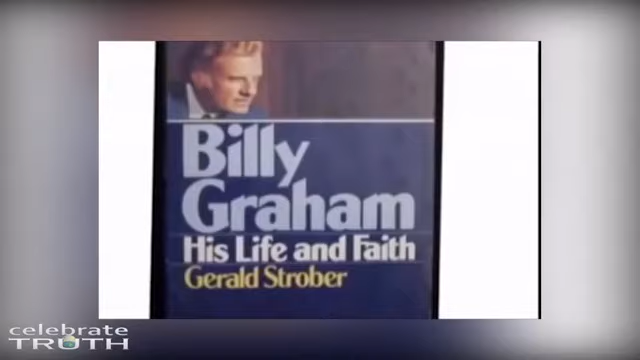 Billy
Graham
His Life and Faith
Gerald Strober
celebrate
TRUTH